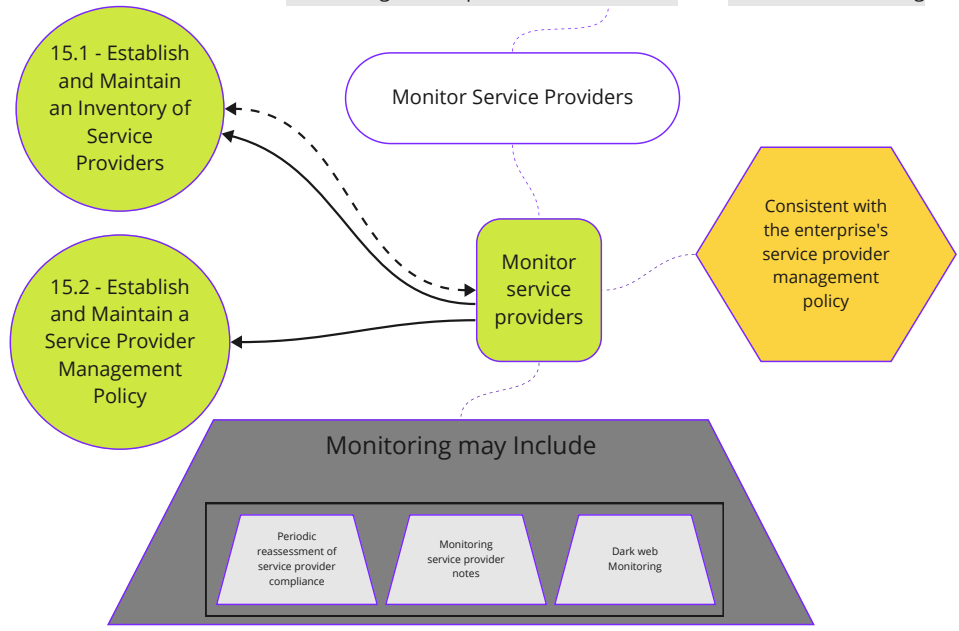 15.1 - Establish
and Maintain
an Inventory of
Service
Providers
Monitor Service Providers
Consistent with
the enterprise's
service provider
management
policy
Monitor
service
providers
15.2 - Establish
and Maintain a
Service Provider
Management
Policy
Monitoring may Include
Periodic
reassessment of
service provider
compliance
Monitoring
service provider
notes
Dark web
Monitoring